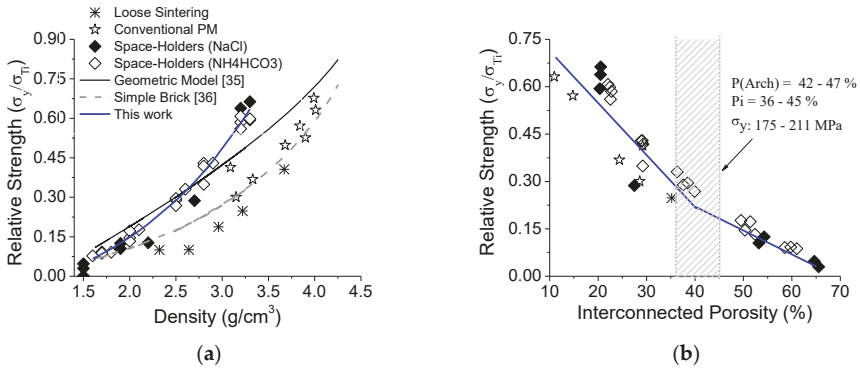 Loose Sintering
Conventional PM
Space-Holders (NaCl)
Space-Holders (NH4HCO3)
Geometric Model [35]
Simple Brick [36]
This work
0.90
0.75
0.60
0.45
0.30
0.15
0.00
Relative Strength (σy/σTi)
1.5 2.0 2.5 3.0 3.5 4.0 4.5
Density (g/cm³)
(a)
0.75
0.60
0.45
0.30
0.15
0.00
Relative Strength (σy/σTi)
P(Arch) = 42 - 47 %
Pi = 36 - 45 %
σy: 175 - 211 MPa
10 20 30 40 50 60 70
Interconnected Porosity (%)
(b)